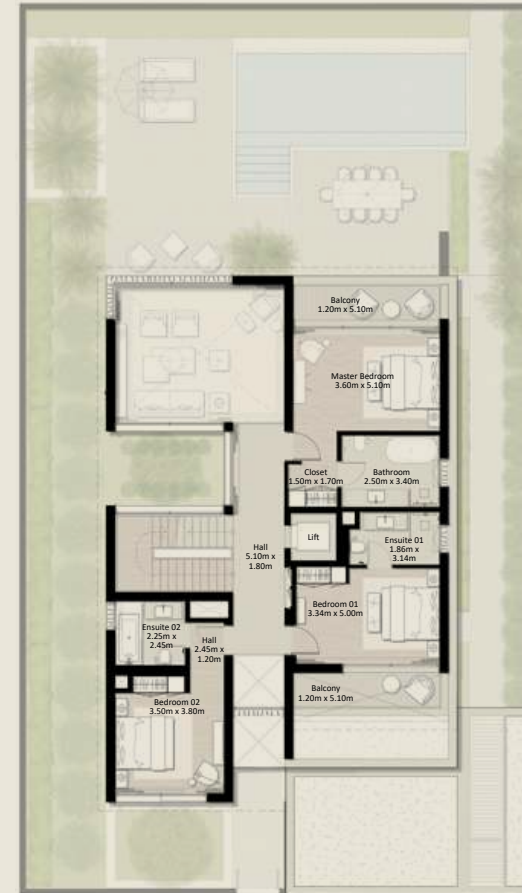 Balcony
1.20m x 5.10m
Master Bedroom
3.60m x 5.10m
Closet
1.50m x 1.70m
Bathroom
2.50m x 3.40m
Lift
Hall
5.10m x
1.80m
Ensuite 01
1.86m x
3.14m
Bedroom 01
3.34m x 5.00m
Ensuite 02
2.25m x
2.45m
Hall
2.45m x
1.20m
Balcony
1.20m x 5.10m
Bedroom 02
3.50m x 3.80m